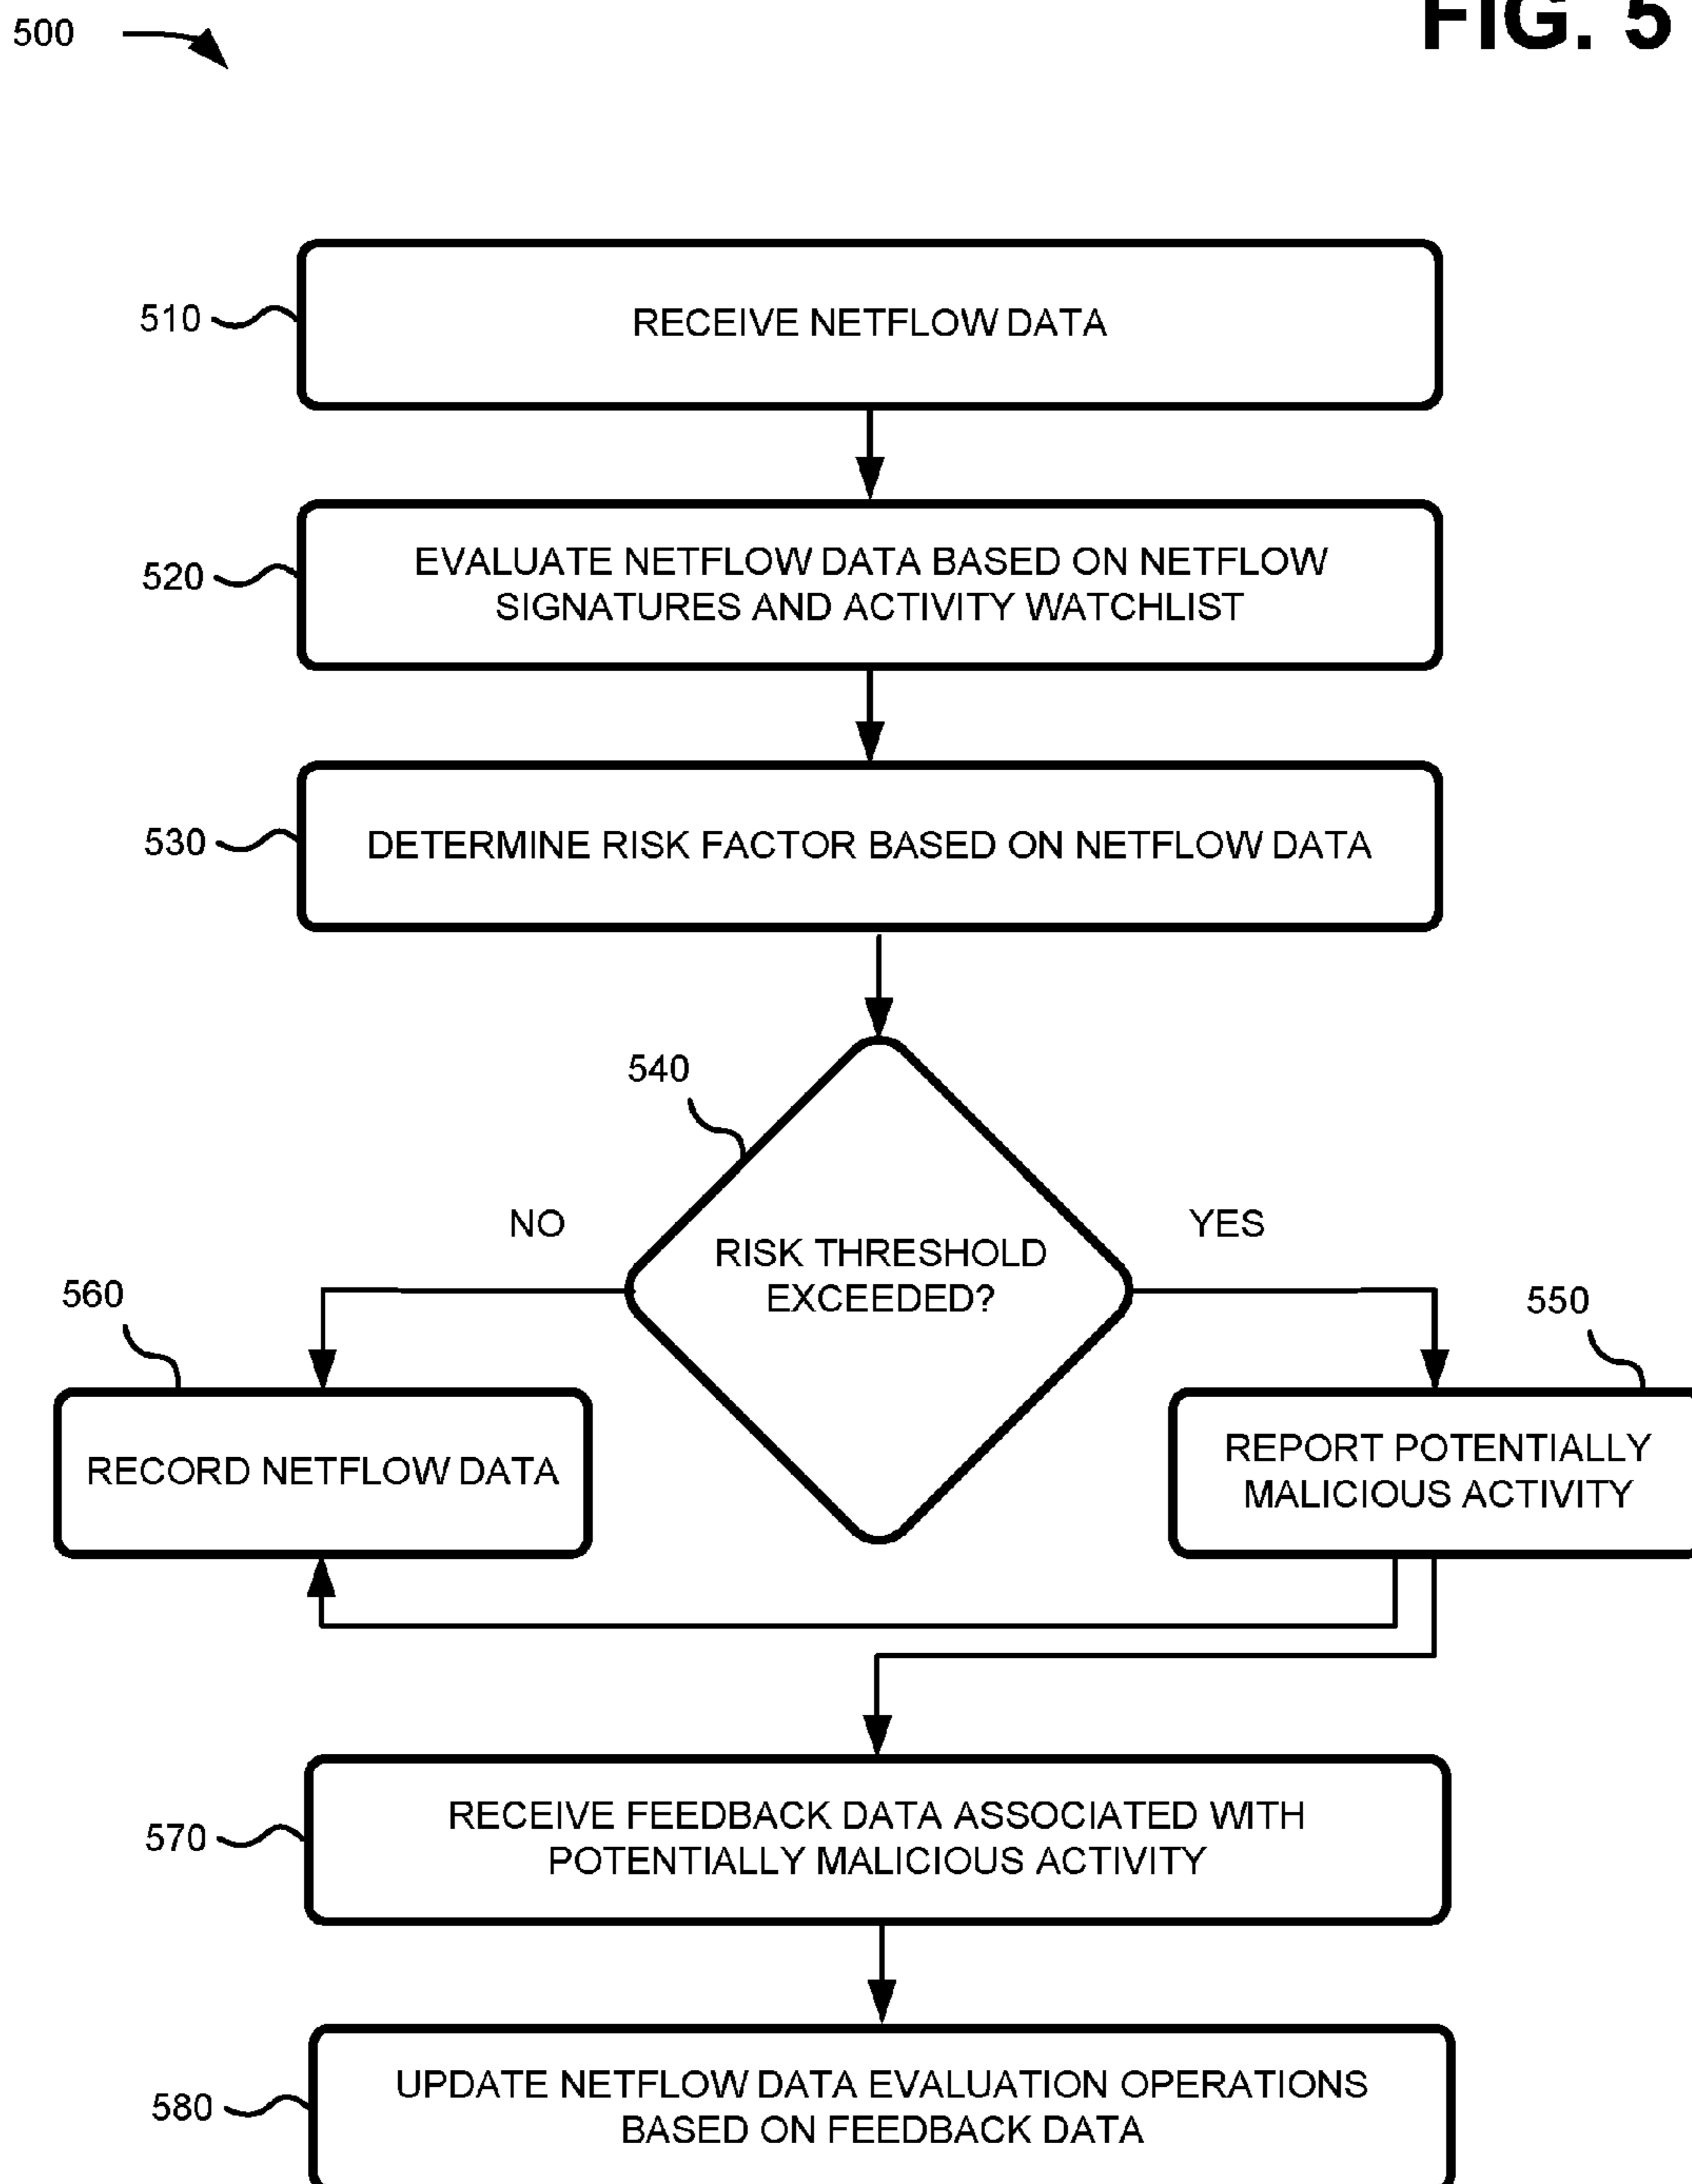 500
FIG. 5
510
RECEIVE NETFLOW DATA
520
EVALUATE NETFLOW DATA BASED ON NETFLOW
SIGNATURES AND ACTIVITY WATCHLIST
530
DETERMINE RISK FACTOR BASED ON NETFLOW DATA
540
RISK THRESHOLD
EXCEEDED?
NO
YES
560
RECORD NETFLOW DATA
550
REPORT POTENTIALLY
MALICIOUS ACTIVITY
570
RECEIVE FEEDBACK DATA ASSOCIATED WITH
POTENTIALLY MALICIOUS ACTIVITY
580
UPDATE NETFLOW DATA EVALUATION OPERATIONS
BASED ON FEEDBACK DATA